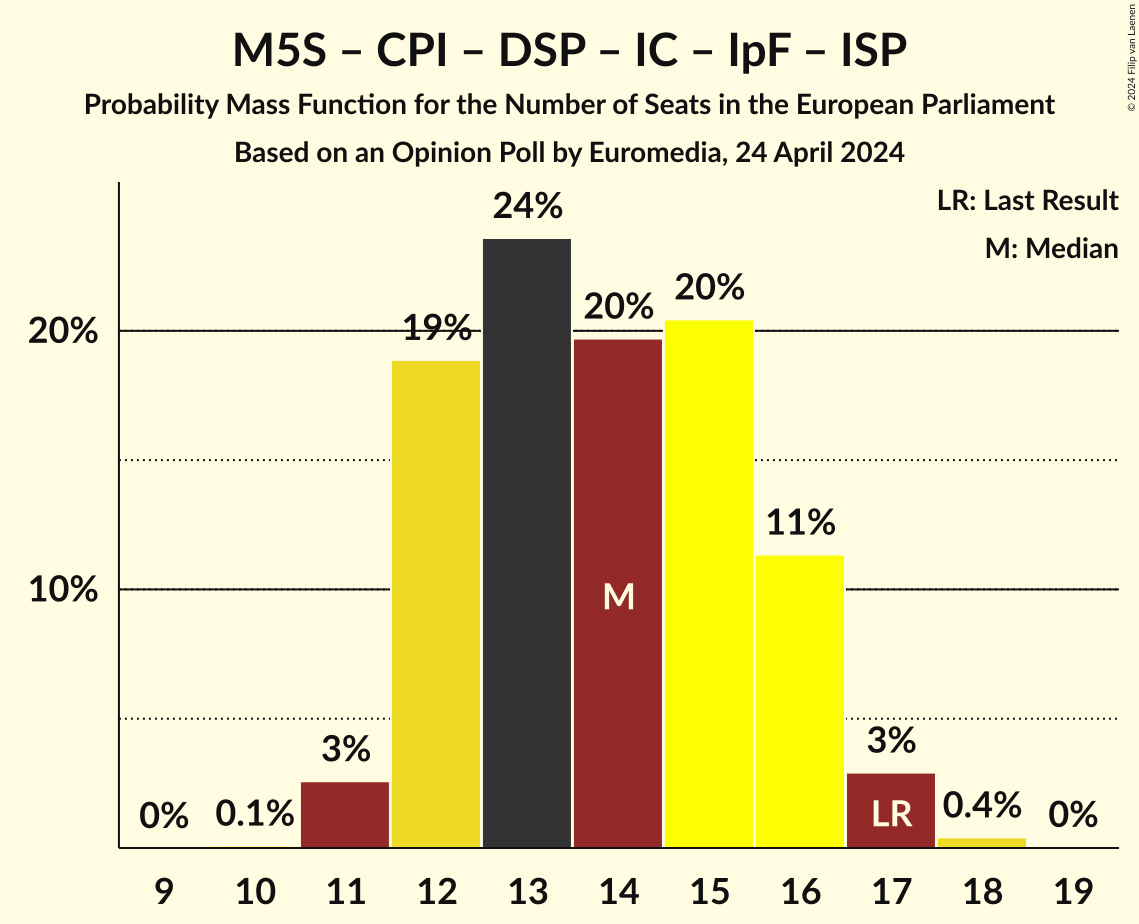 M5S – CPI – DSP – IC – IpF – ISP
Probability Mass Function for the Number of Seats in the European Parliament
Based on an Opinion Poll by Euromedia, 24 April 2024
© 2024 Filip van Laenen
LR: Last Result
M: Median
20%
10%
0%
0.1%
3%
19%
24%
20%
20%
11%
3%
0.4%
0%
M
LR
9 10 11 12 13 14 15 16 17 18 19